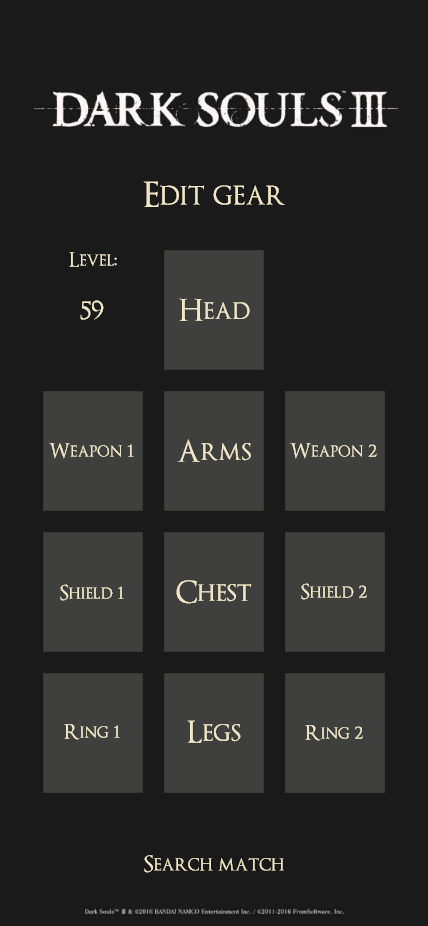 DARK SOULS™ III
EDIT GEAR
LEVEL:
59
HEAD
WEAPON 1
ARMS
WEAPON 2
SHIELD 1
CHEST
SHIELD 2
RING 1
LEGS
RING 2
SEARCH MATCH
Dark Souls™ III & ©2016 BANDAI NAMCO Entertainment Inc. / ©2011-2016 FromSoftware, Inc.